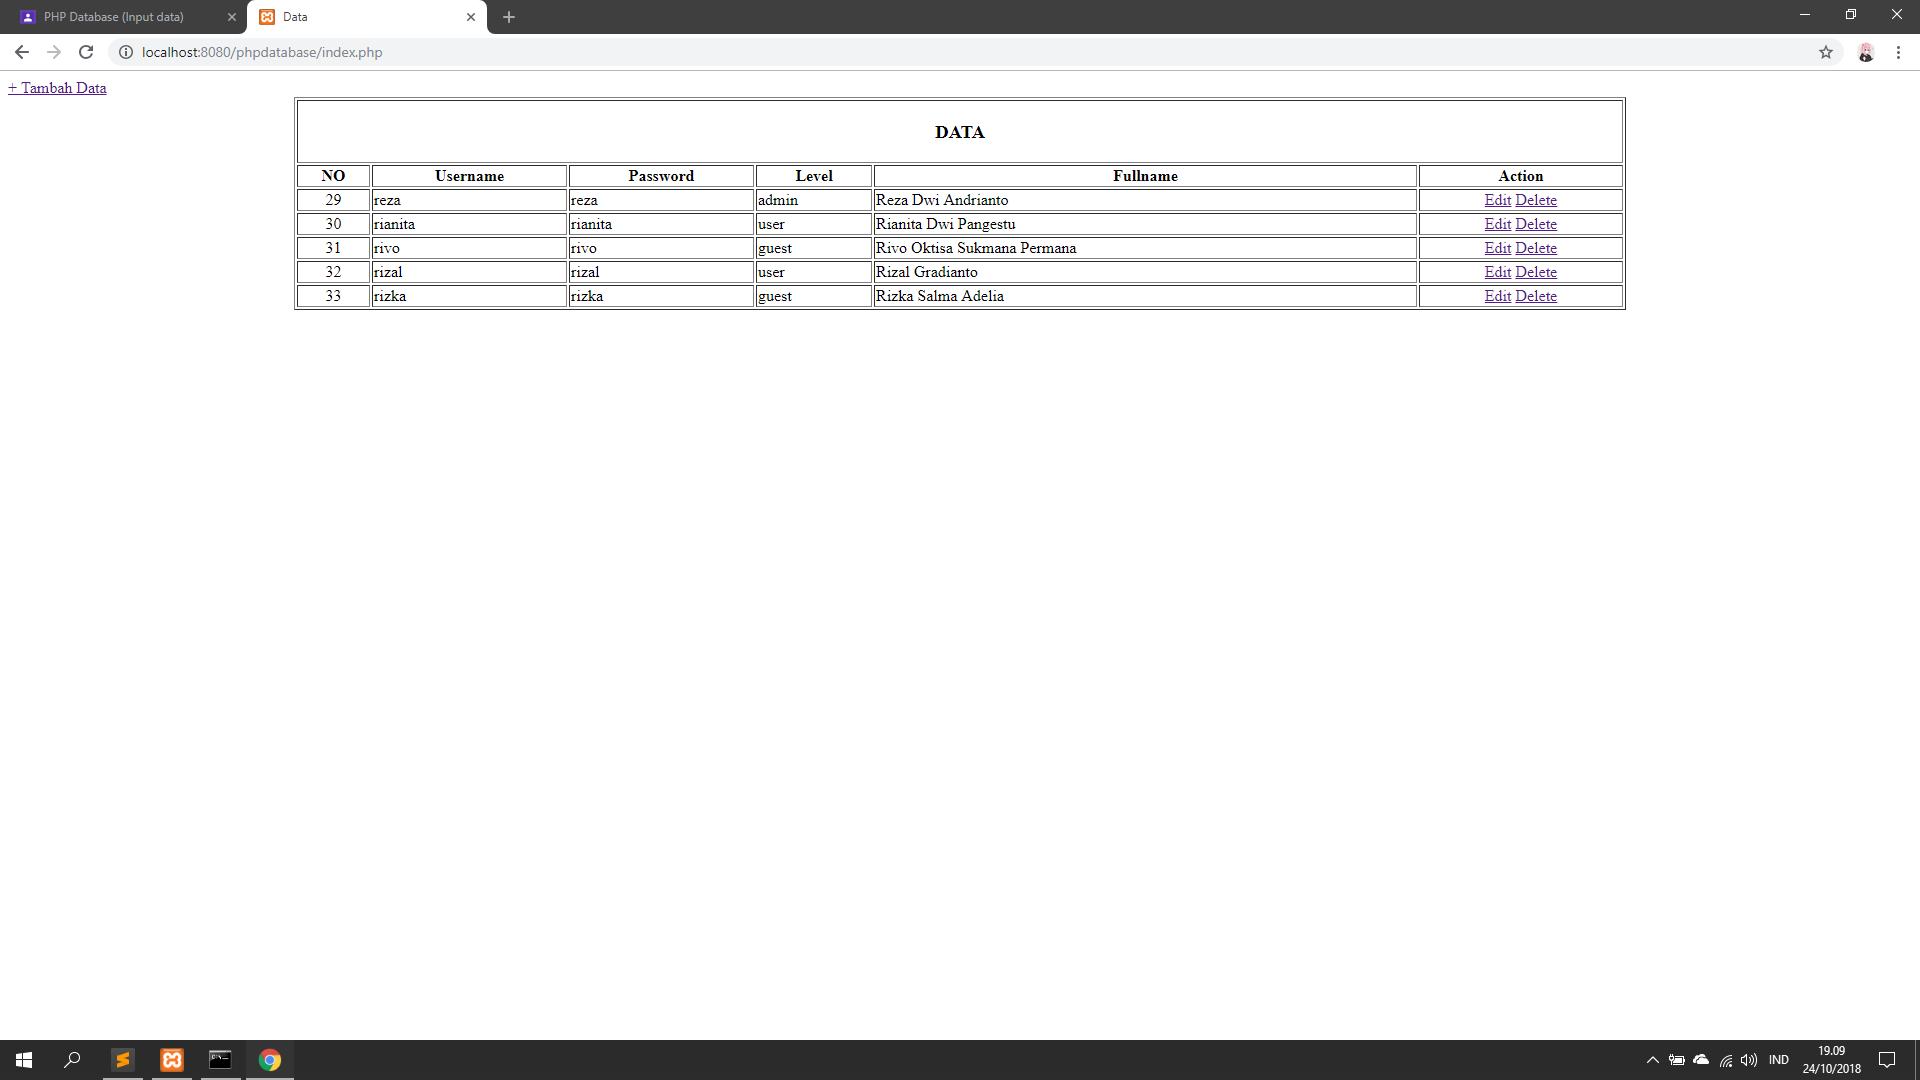 PHP Database (Input data)
Data
localhost:8080/phpdatabase/index.php
+ Tambah Data
DATA
NO Username Password Level Fullname Action
29 reza reza admin Reza Dwi Andrianto Edit Delete
30 rianita rianita user Rianita Dwi Pangestu Edit Delete
31 rivo rivo guest Rivo Oktisa Sukmana Permana Edit Delete
32 rizal rizal user Rizal Gradianto Edit Delete
33 rizka rizka guest Rizka Salma Adelia Edit Delete
IND
19.09
24/10/2018